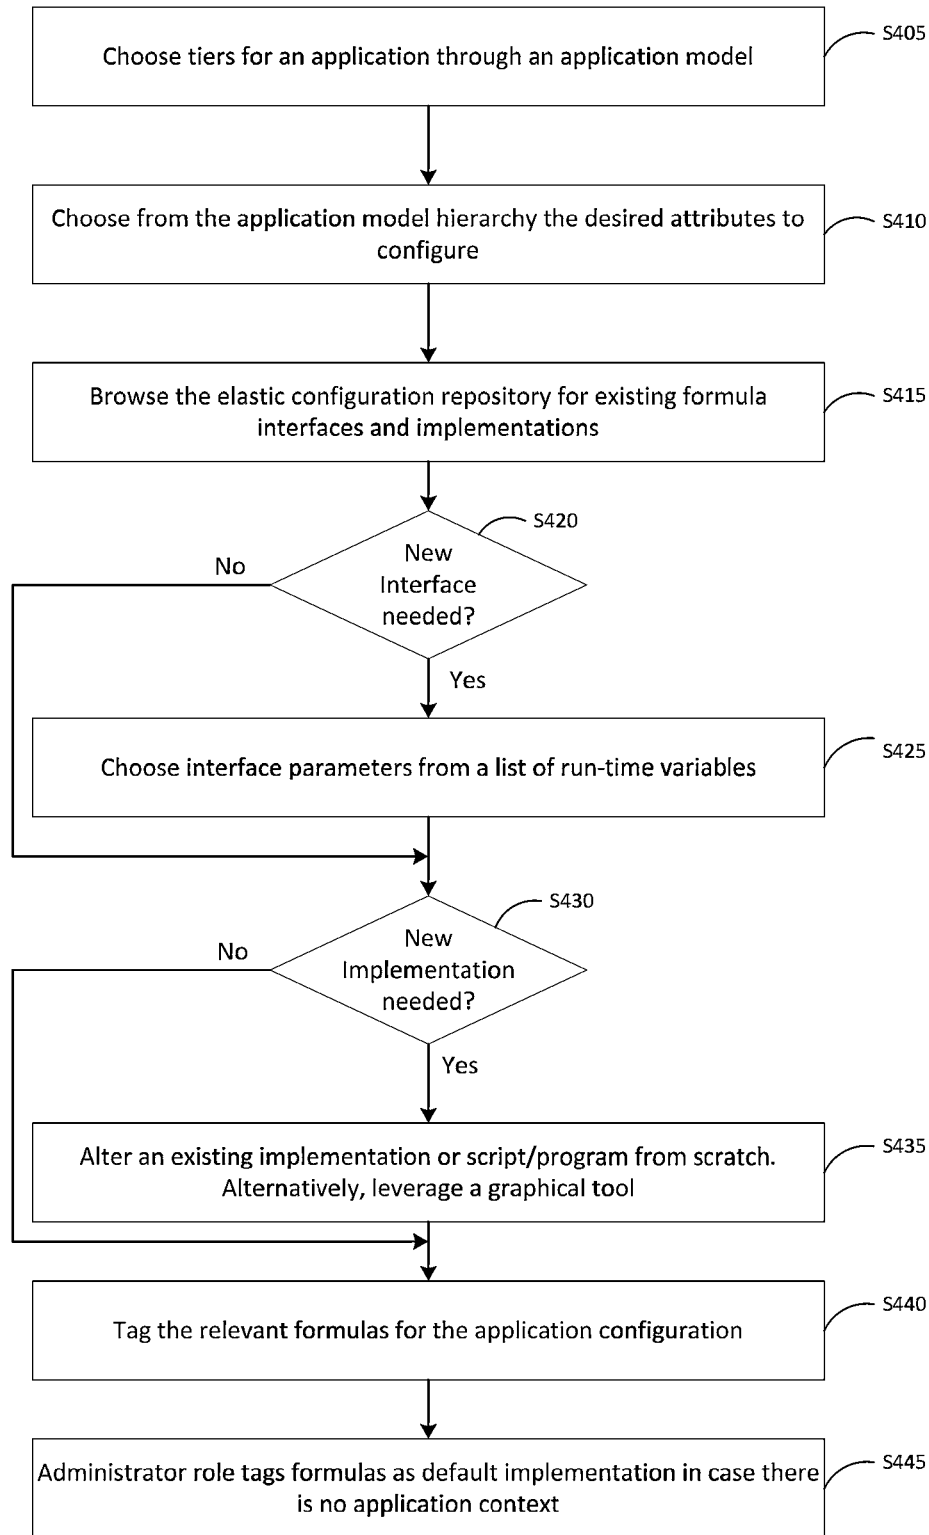 Choose tiers for an application through an application model
S405
Choose from the application model hierarchy the desired attributes to
configure
S410
Browse the elastic configuration repository for existing formula
interfaces and implementations
S415
New
Interface
needed?
S420
No
Yes
Choose interface parameters from a list of run-time variables
S425
New
Implementation
needed?
S430
No
Yes
Alter an existing implementation or script/program from scratch.
Alternatively, leverage a graphical tool
S435
Tag the relevant formulas for the application configuration
S440
Administrator role tags formulas as default implementation in case there
is no application context
S445